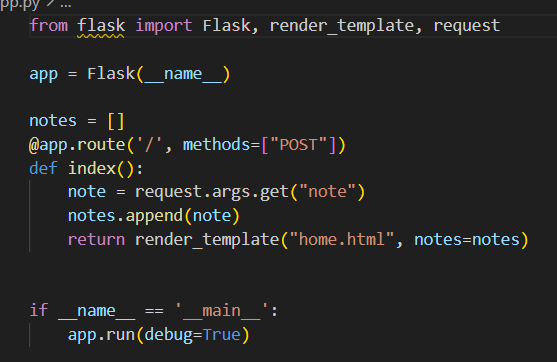 pp.py > ...
from flask import Flask, render_template, request
app = Flask(__name__)
notes = []
@app.route('/', methods=["POST"])
def index():
    note = request.args.get("note")
    notes.append(note)
    return render_template("home.html", notes=notes)
if __name__ == '__main__':
    app.run(debug=True)